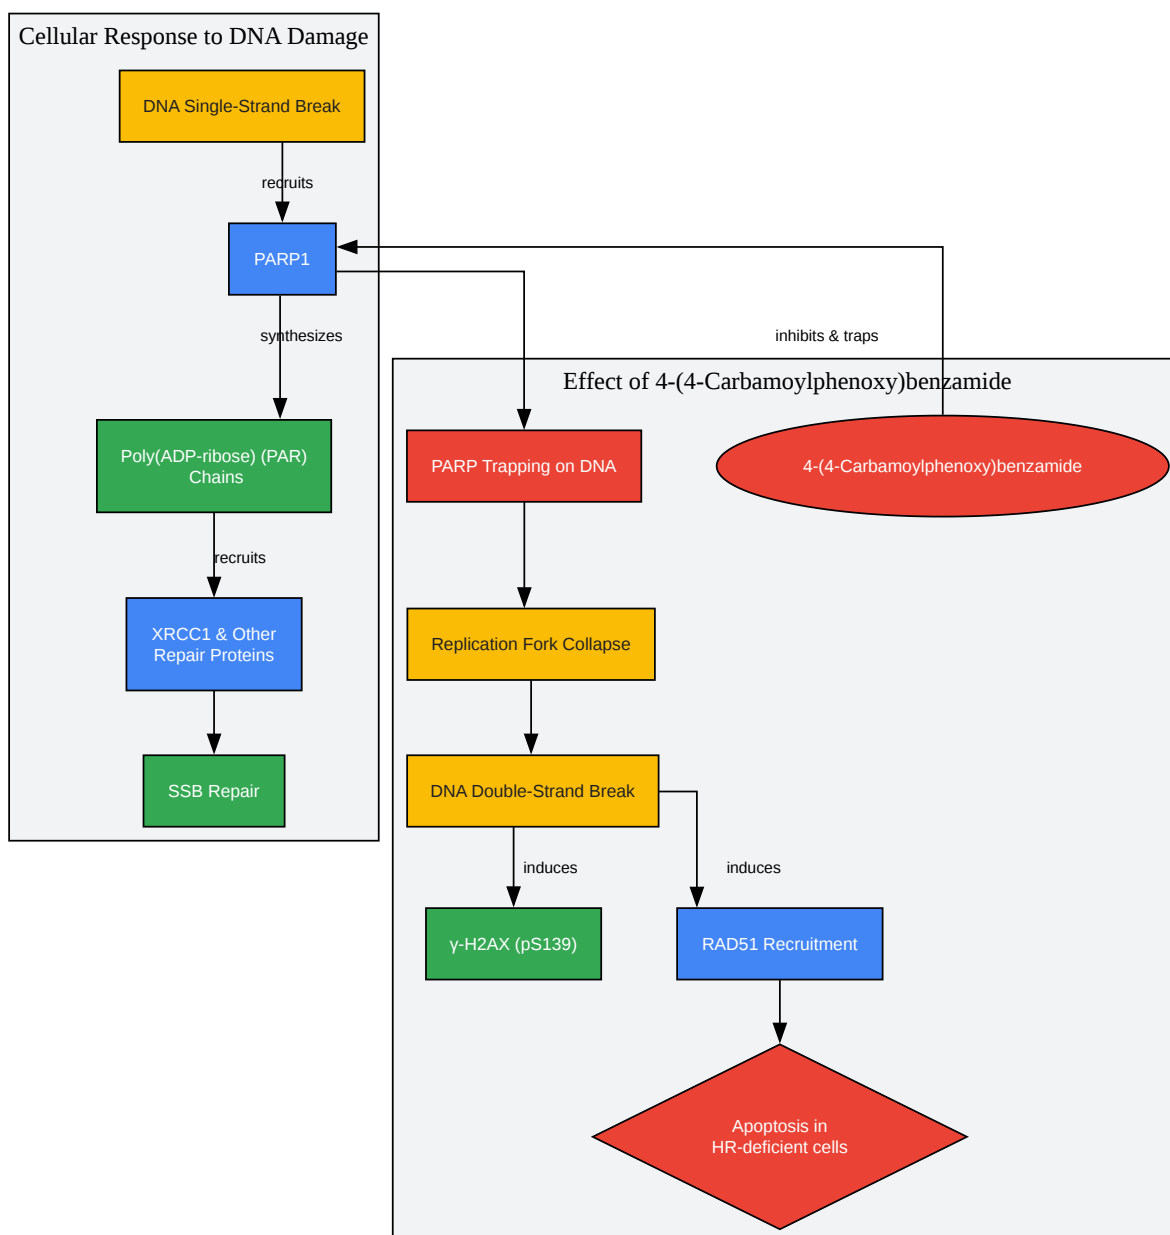 Cellular Response to DNA Damage
DNA Single-Strand Break
recruits
PARP1
synthesizes
Poly(ADP-ribose) (PAR)
Chains
recruits
XRCC1 & Other
Repair Proteins
SSB Repair
inhibits & traps
Effect of 4-(4-Carbamoylphenoxy)benzamide
PARP Trapping on DNA
4-(4-Carbamoylphenoxy)benzamide
Replication Fork Collapse
DNA Double-Strand Break
induces
induces
γ-H2AX (pS139)
RAD51 Recruitment
Apoptosis in
HR-deficient cells